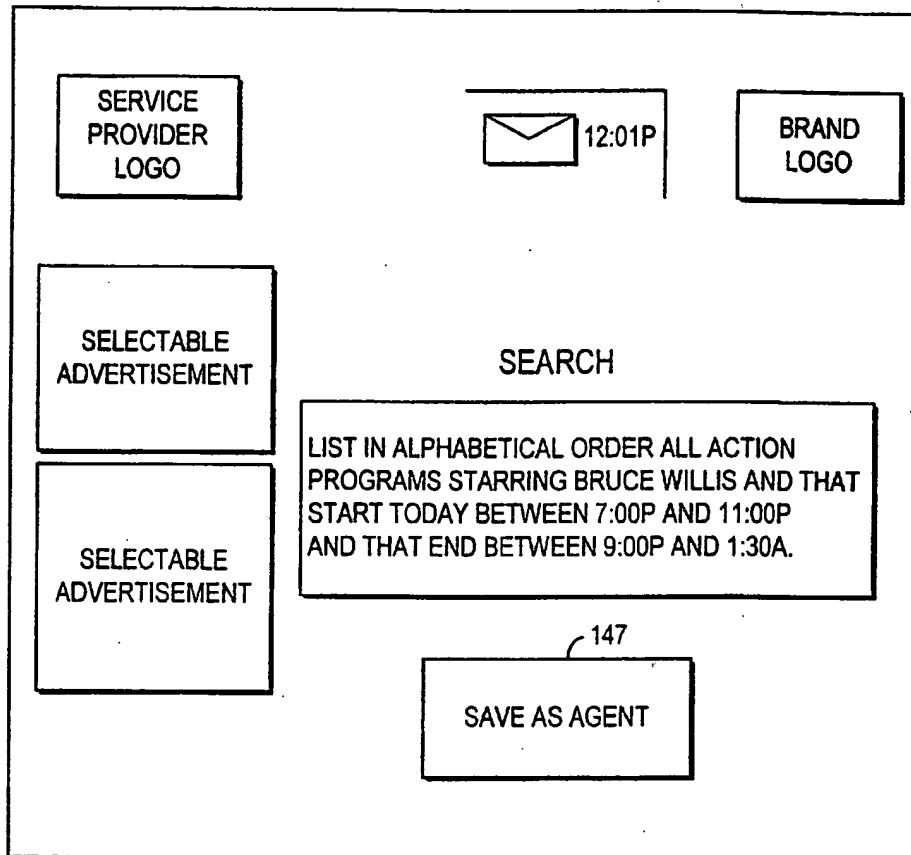 SERVICE
PROVIDER
LOGO
12:01P
BRAND
LOGO
SELECTABLE
ADVERTISEMENT
SEARCH
LIST IN ALPHABETICAL ORDER ALL ACTION
PROGRAMS STARRING BRUCE WILLIS AND THAT
START TODAY BETWEEN 7:00P AND 11:00P
AND THAT END BETWEEN 9:00P AND 1:30A.
SELECTABLE
ADVERTISEMENT
147
SAVE AS AGENT